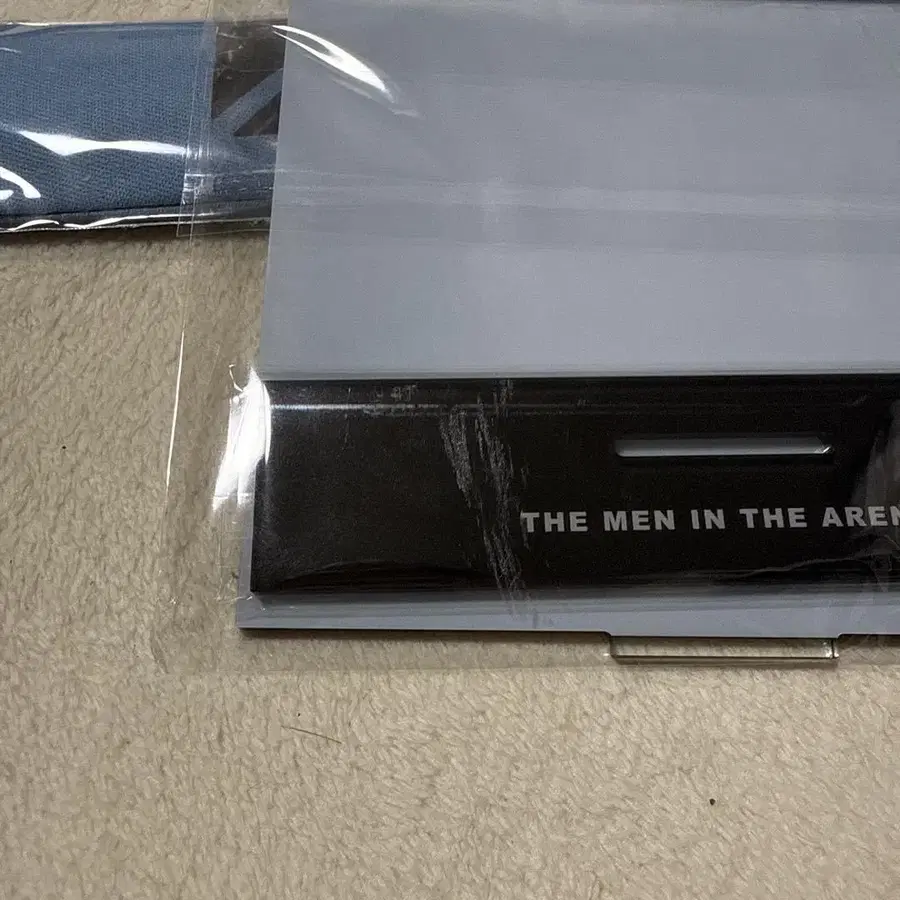 THE MEN IN THE AREN